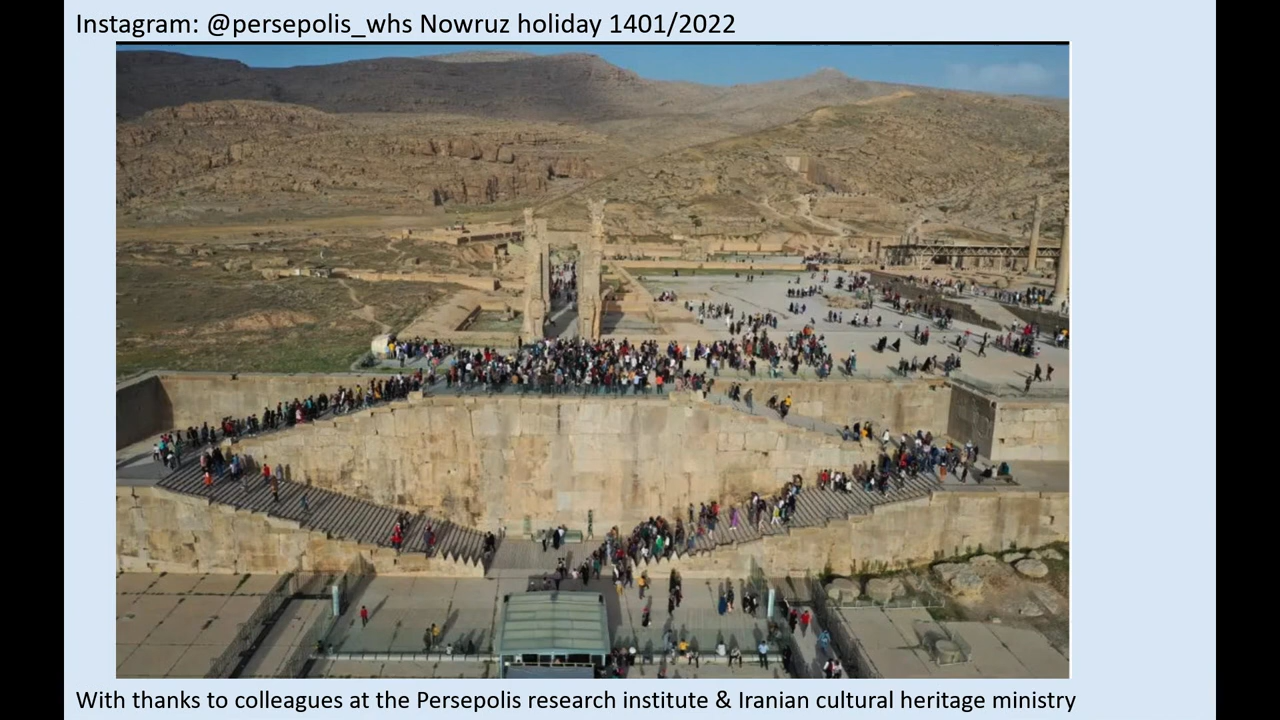 Instagram: @persepolis_whs Nowruz holiday 1401/2022
With thanks to colleagues at the Persepolis research institute & Iranian cultural heritage ministry